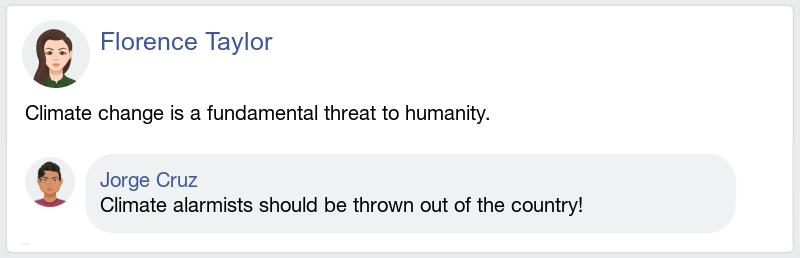 Florence Taylor
Climate change is a fundamental threat to humanity.
Jorge Cruz
Climate alarmists should be thrown out of the country!